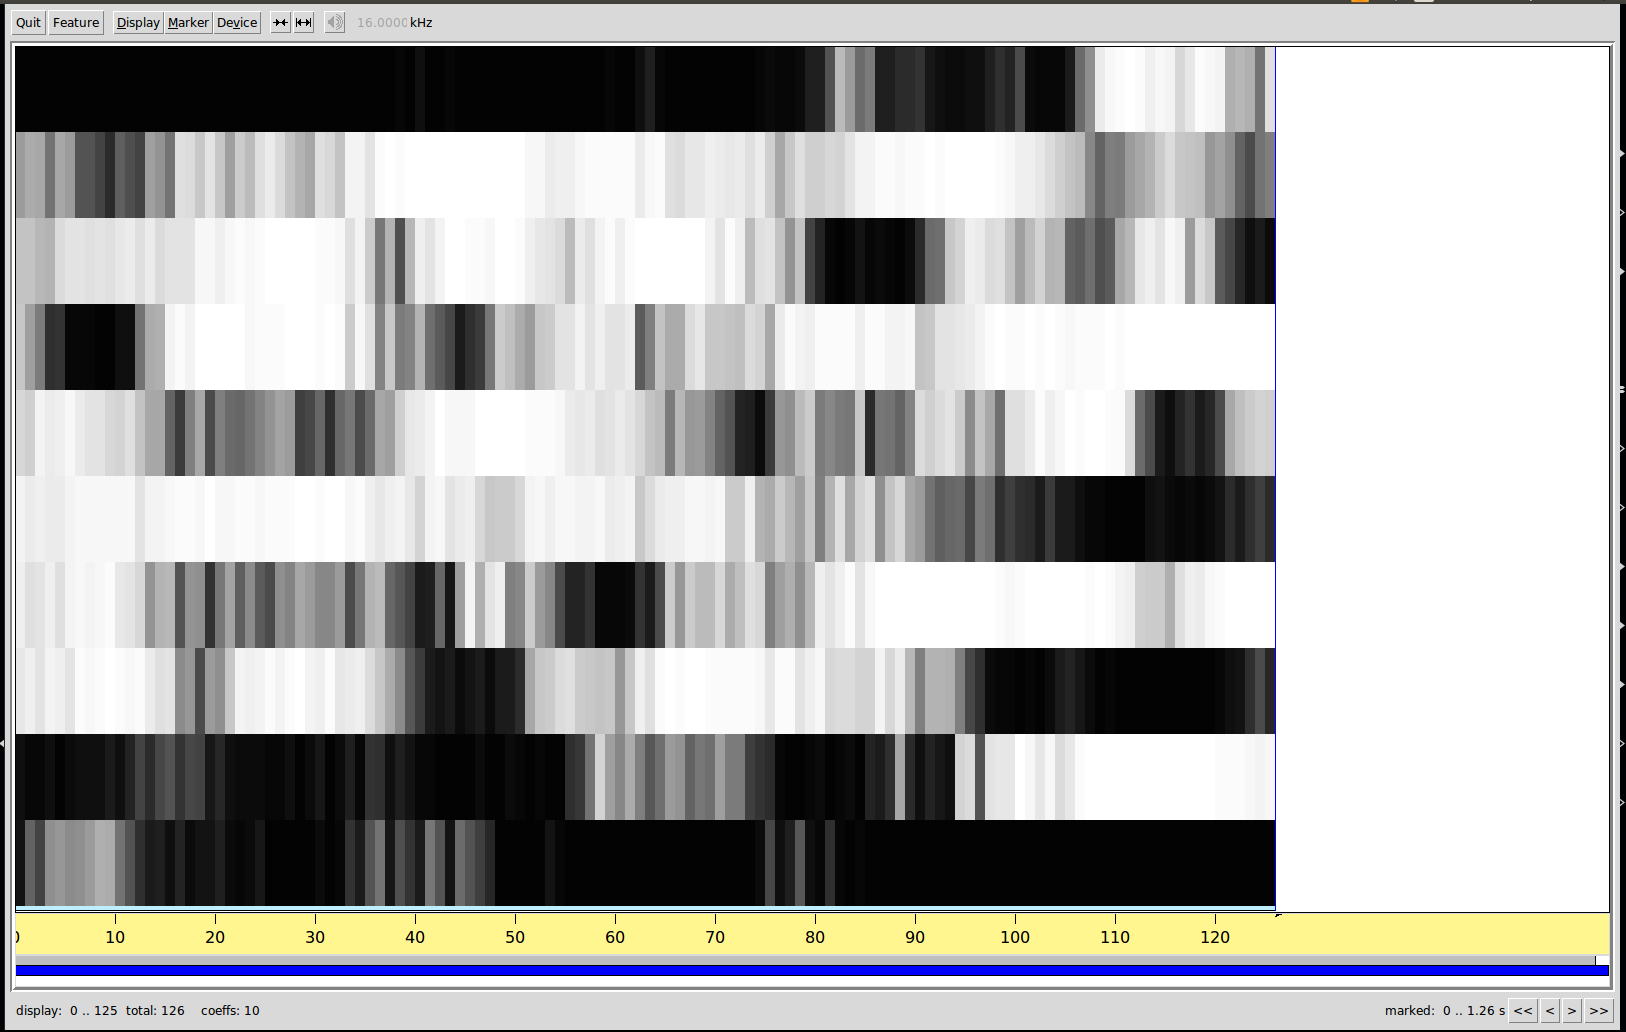 Quit Feature Display Marker Device 16.0000 kHz
0 10 20 30 40 50 60 70 80 90 100 110 120
display: 0 .. 125 total: 126 coeffs: 10 marked: 0 .. 1.26 s << < > >>